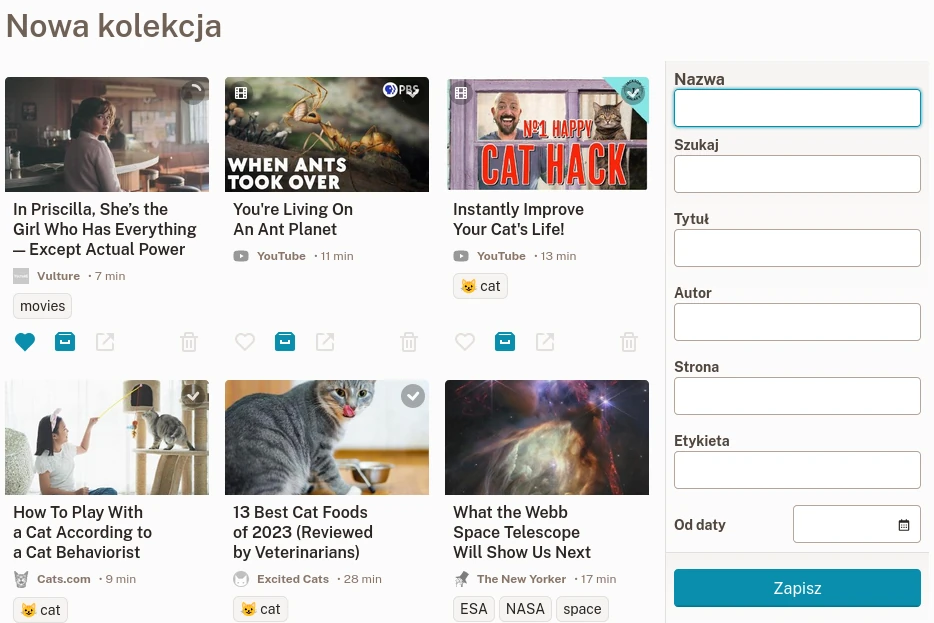 Nowa kolekcja
PBS
WHEN ANTS
TOOK OVER
Nº1 HAPPY
CAT HACK
In Priscilla, She’s the
Girl Who Has Everything
— Except Actual Power
Vulture · 7 min
movies
You're Living On
An Ant Planet
YouTube · 11 min
Instantly Improve
Your Cat's Life!
YouTube · 13 min
😺 cat
How To Play With
a Cat According to
a Cat Behaviorist
Cats.com · 9 min
😺 cat
13 Best Cat Foods
of 2023 (Reviewed
by Veterinarians)
Excited Cats · 28 min
😺 cat
What the Webb
Space Telescope
Will Show Us Next
The New Yorker · 17 min
ESA NASA space
Nazwa
Szukaj
Tytuł
Autor
Strona
Etykieta
Od daty
Zapisz